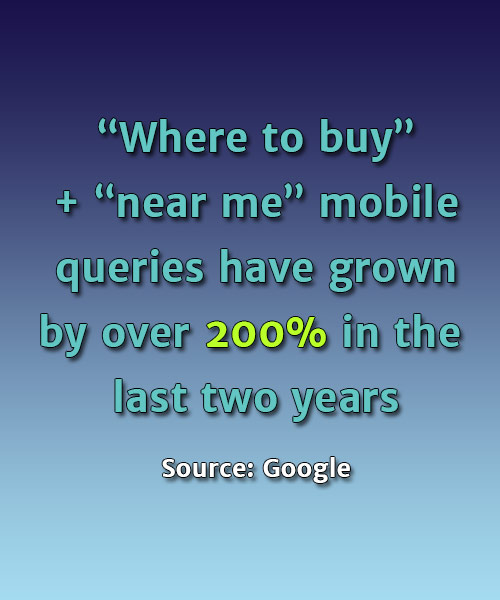 “Where to buy”
+ “near me” mobile
queries have grown
by over 200% in the
last two years
Source: Google